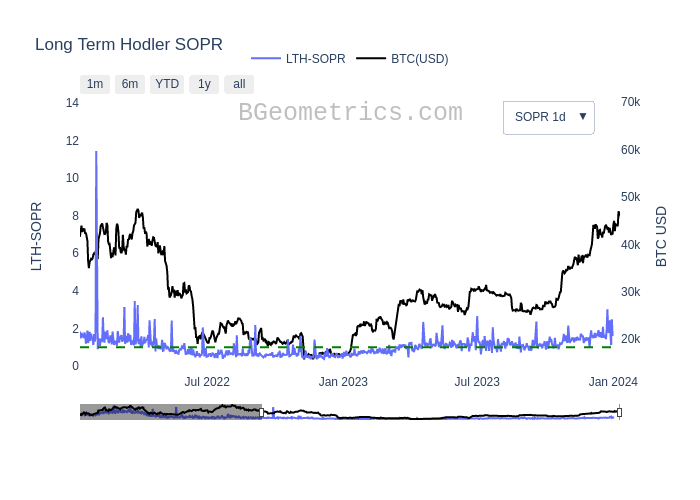 Long Term Hodler SOPR
LTH-SOPR BTC(USD)
1m 6m YTD 1y all
BGeometrics.com
SOPR 1d ▼
14
12
10
8
6
4
2
0
LTH-SOPR
70k
60k
50k
40k
30k
20k
BTC USD
Jul 2022 Jan 2023 Jul 2023 Jan 2024